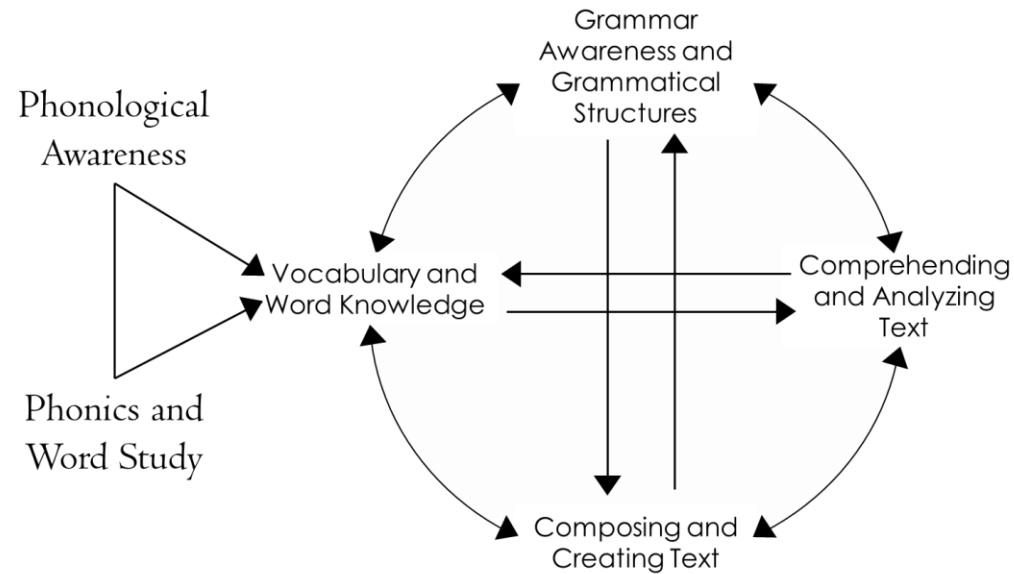 Grammar
Awareness and
Grammatical
Structures
Phonological
Awareness
Vocabulary and
Word Knowledge
Comprehending
and Analyzing
Text
Phonics and
Word Study
Composing and
Creating Text